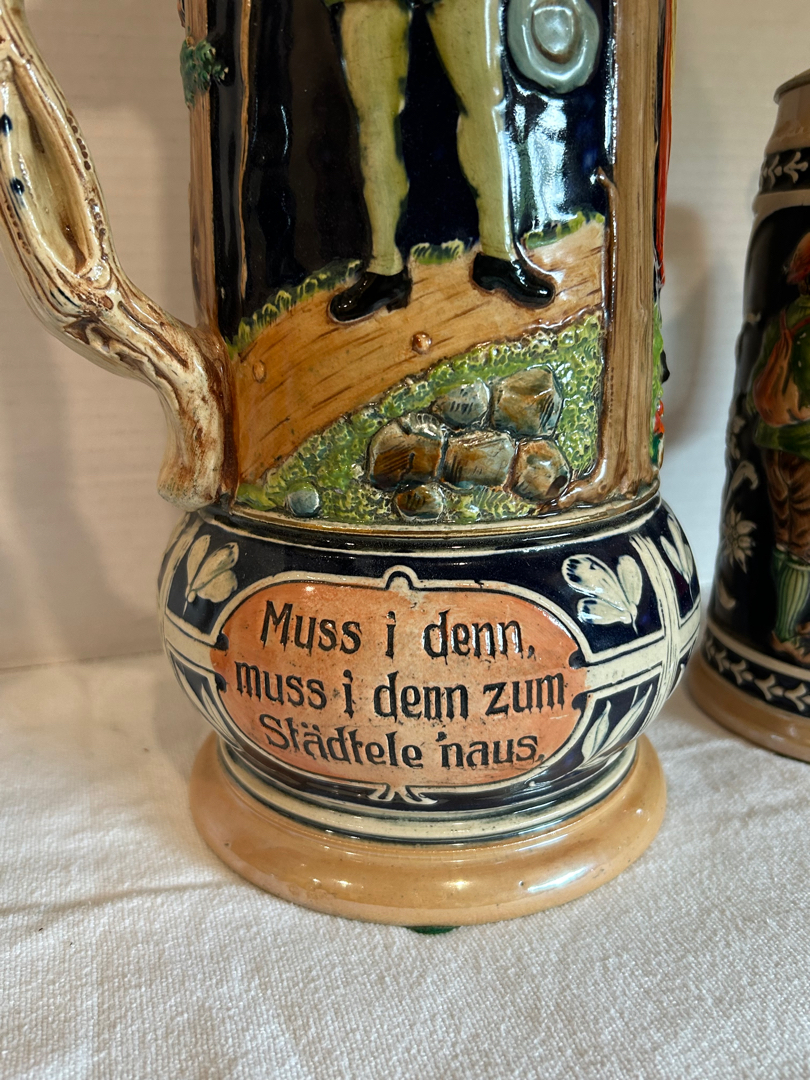 Muss i denn,
muss i denn zum
Städtele 'naus,